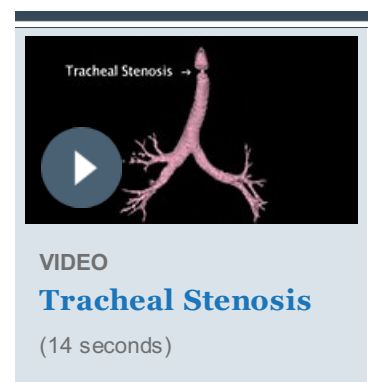 Tracheal Stenosis →
VIDEO
Tracheal Stenosis
(14 seconds)